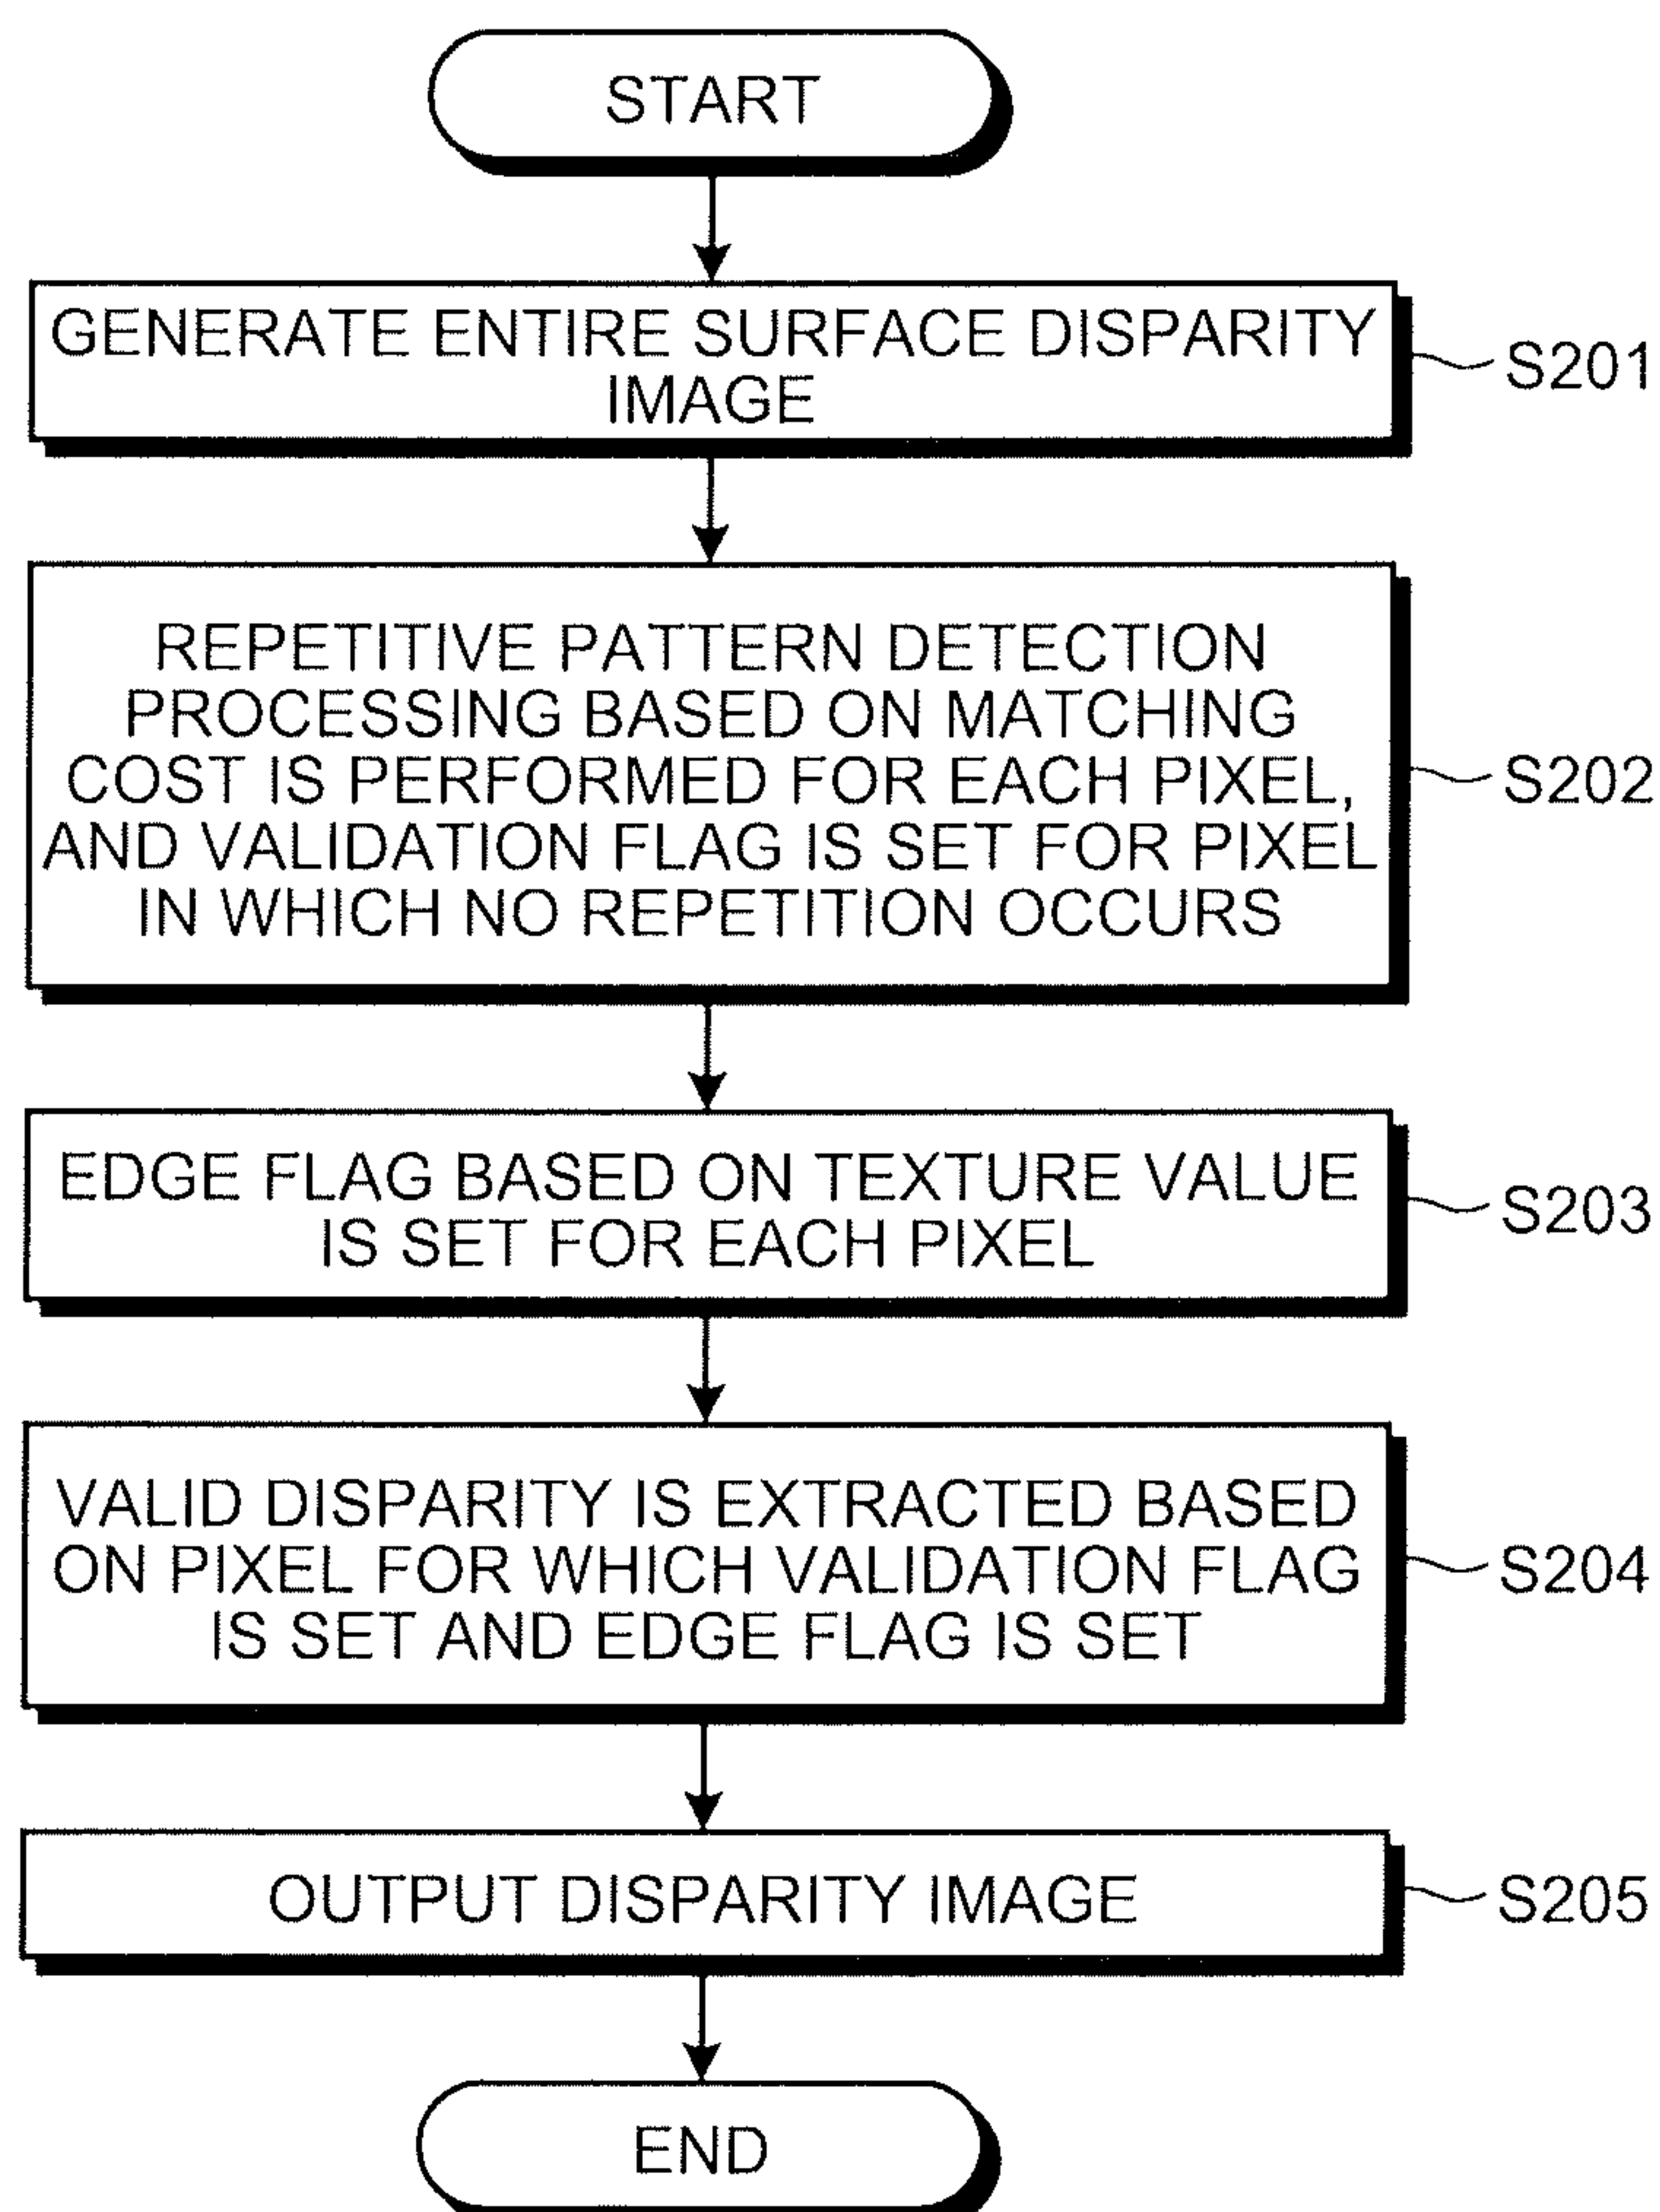 START
GENERATE ENTIRE SURFACE DISPARITY
IMAGE
S201
REPETITIVE PATTERN DETECTION
PROCESSING BASED ON MATCHING
COST IS PERFORMED FOR EACH PIXEL,
AND VALIDATION FLAG IS SET FOR PIXEL
IN WHICH NO REPETITION OCCURS
S202
EDGE FLAG BASED ON TEXTURE VALUE
IS SET FOR EACH PIXEL
S203
VALID DISPARITY IS EXTRACTED BASED
ON PIXEL FOR WHICH VALIDATION FLAG
IS SET AND EDGE FLAG IS SET
S204
OUTPUT DISPARITY IMAGE
S205
END